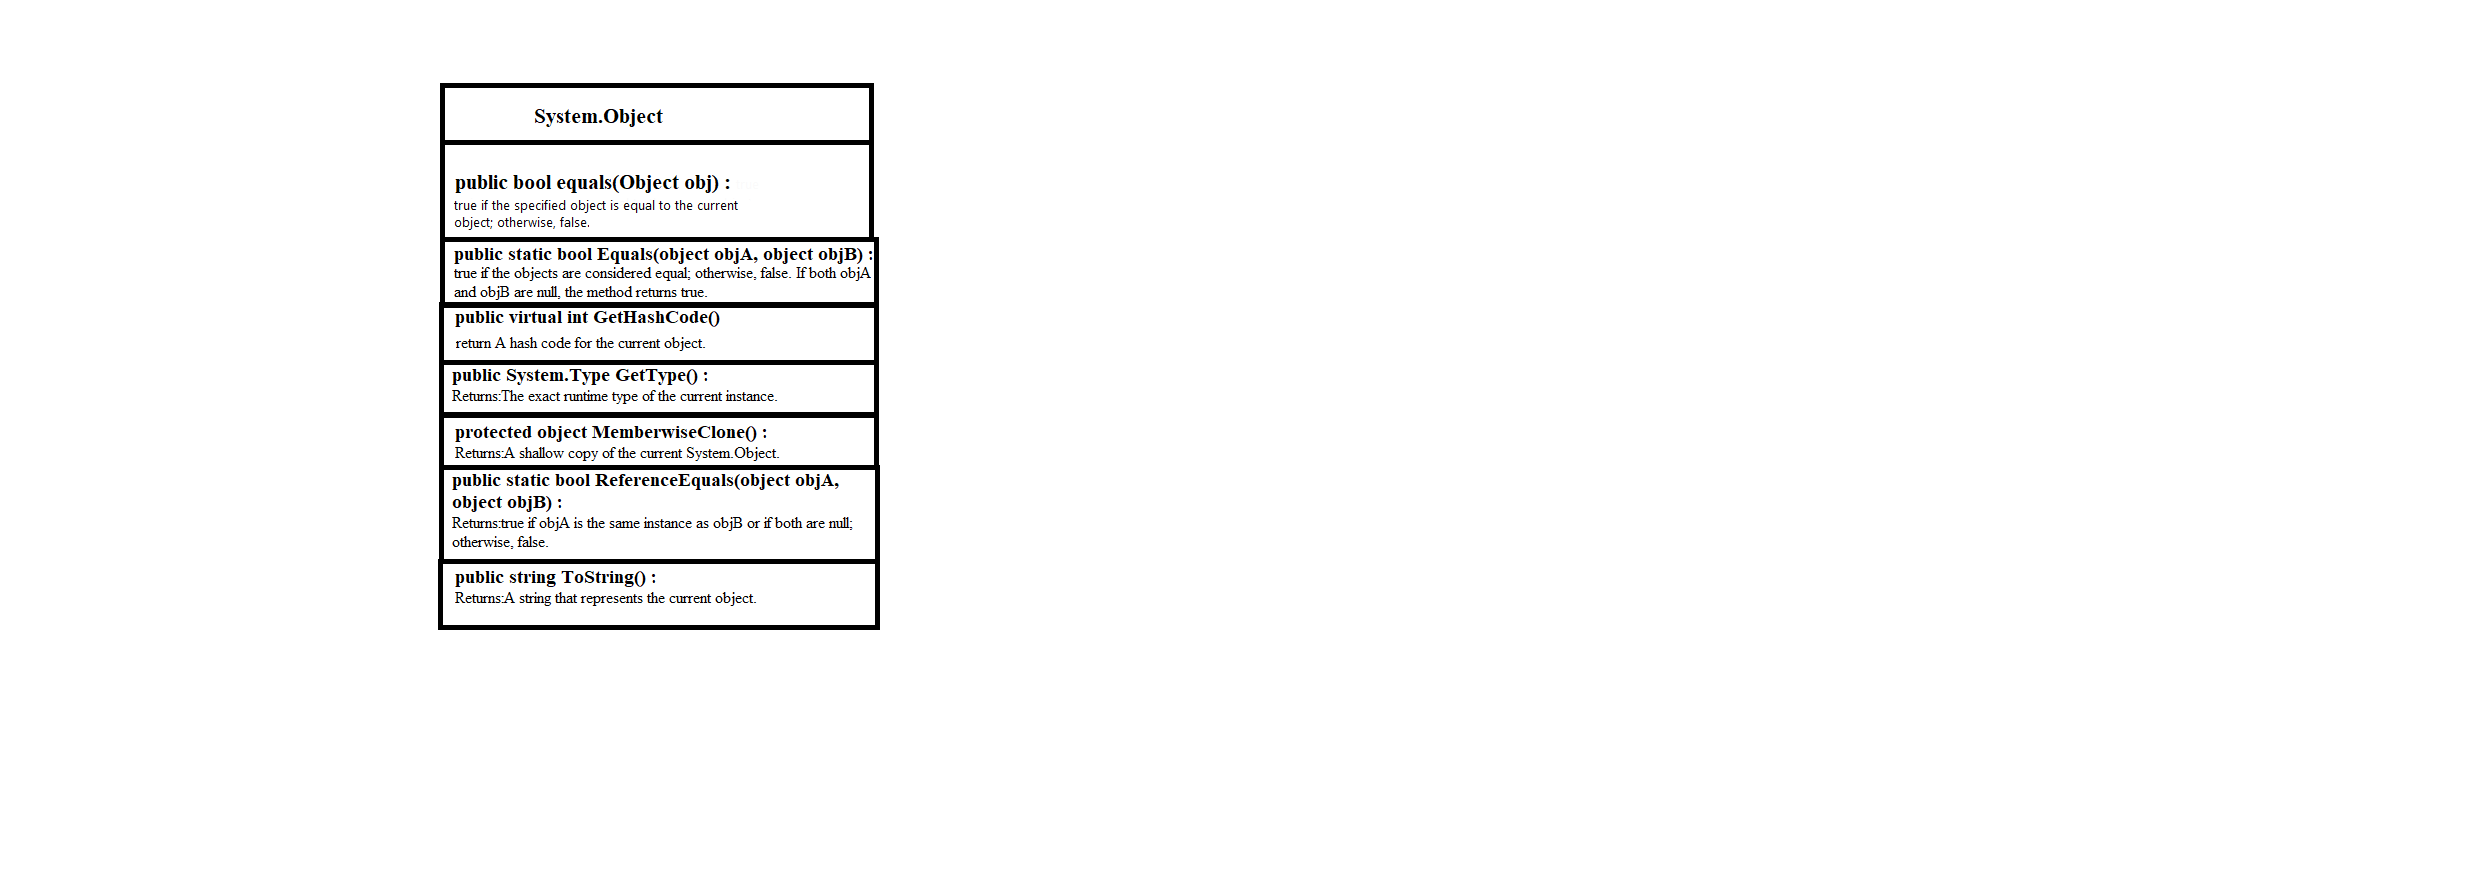 System.Object
public bool equals(Object obj) :
true if the specified object is equal to the current
object; otherwise, false.
public static bool Equals(object objA, object objB) :
true if the objects are considered equal; otherwise, false. If both objA
and objB are null, the method returns true.
public virtual int GetHashCode()
return A hash code for the current object.
public System.Type GetType() :
Returns:The exact runtime type of the current instance.
protected object MemberwiseClone() :
Returns:A shallow copy of the current System.Object.
public static bool ReferenceEquals(object objA,
object objB) :
Returns:true if objA is the same instance as objB or if both are null;
otherwise, false.
public string ToString() :
Returns:A string that represents the current object.